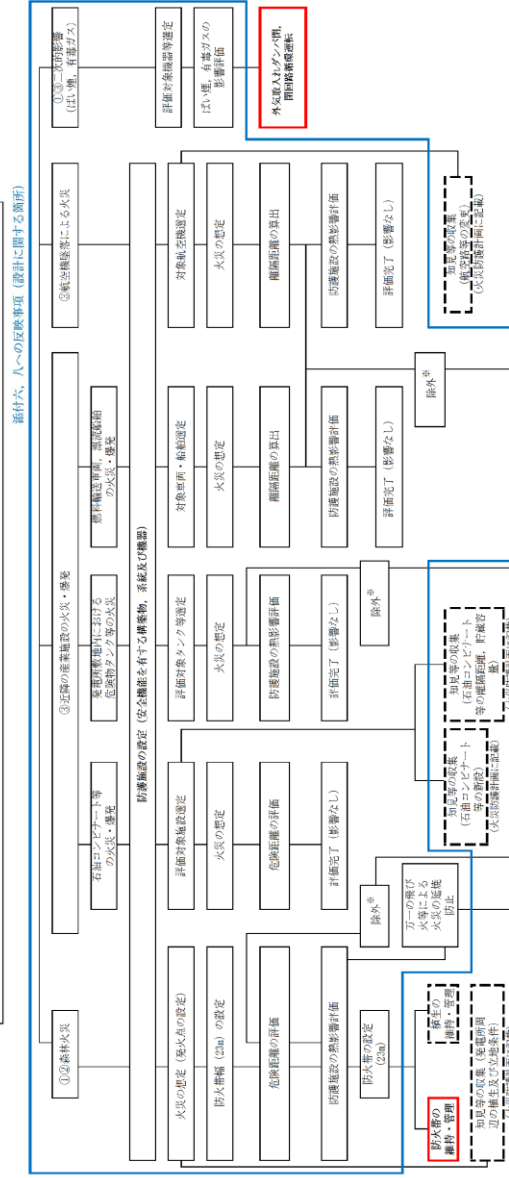 添付六，八への反映事項（設計に関する箇所）
①②森林火災
③近隣の産業施設の火災・爆発
②航空機墜落による火災
①③二次的影響
(ばい煙，有毒ガス)
石油コンビナート等
の火災・爆発
発電所敷地内における
危険物タンク等の火災
燃料輸送車両，漂流船舶
の火災・爆発
防護施設の設定（安全機能を有する構築物，系統及び機器）
火災の想定（発火点の設定）
防火帯幅（23m）の設定
危険距離の評価
防護施設の熱影響評価
防火帯の設定
(23m)
防火帯の
維持・管理
植生の
維持・管理
知見等の収集（発電所周
辺の植生及び立地条件）
評価対象施設選定
火災の想定
危険距離の評価
評価完了（影響なし）
除外※
万一の飛び
火等による
火災の延焼
防止
知見等の収集
(石油コンビナート
等の新設)
(火災防護計画に記載)
評価対象タンク等選定
火災の想定
防護施設の熱影響評価
評価完了（影響なし）
除外※
知見等の収集
(石油コンビナート
等の離隔距離，貯蔵容
量)
対象車両・船舶選定
火災の想定
離隔距離の算出
防護施設の熱影響評価
評価完了（影響なし）
除外※
対象航空機選定
火災の想定
離隔距離の算出
防護施設の熱影響評価
評価完了（影響なし）
知見等の収集
(航空路等の変更)
(火災防護計画に記載)
評価対象機器等選定
ばい煙，有毒ガスの
影響評価
外気取入れダンパ閉，
閉回路循環運転